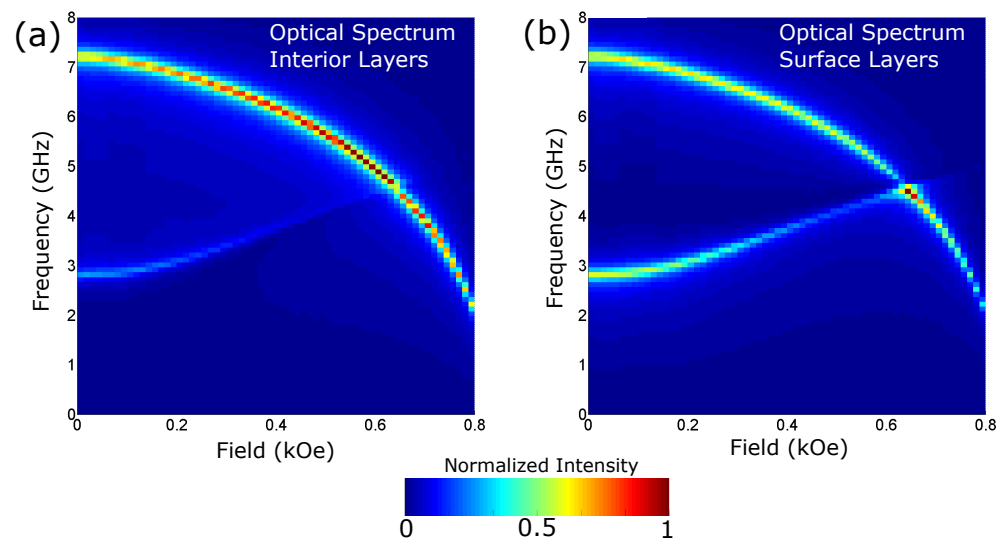 (a)
Optical Spectrum
Interior Layers
8
7
6
5
4
3
2
1
0
Frequency (GHz)
0 0.2 0.4 0.6 0.8
Field (kOe)
(b)
Optical Spectrum
Surface Layers
8
7
6
5
4
3
2
1
0
Frequency (GHz)
0 0.2 0.4 0.6 0.8
Field (kOe)
Normalized Intensity
0 0.5 1